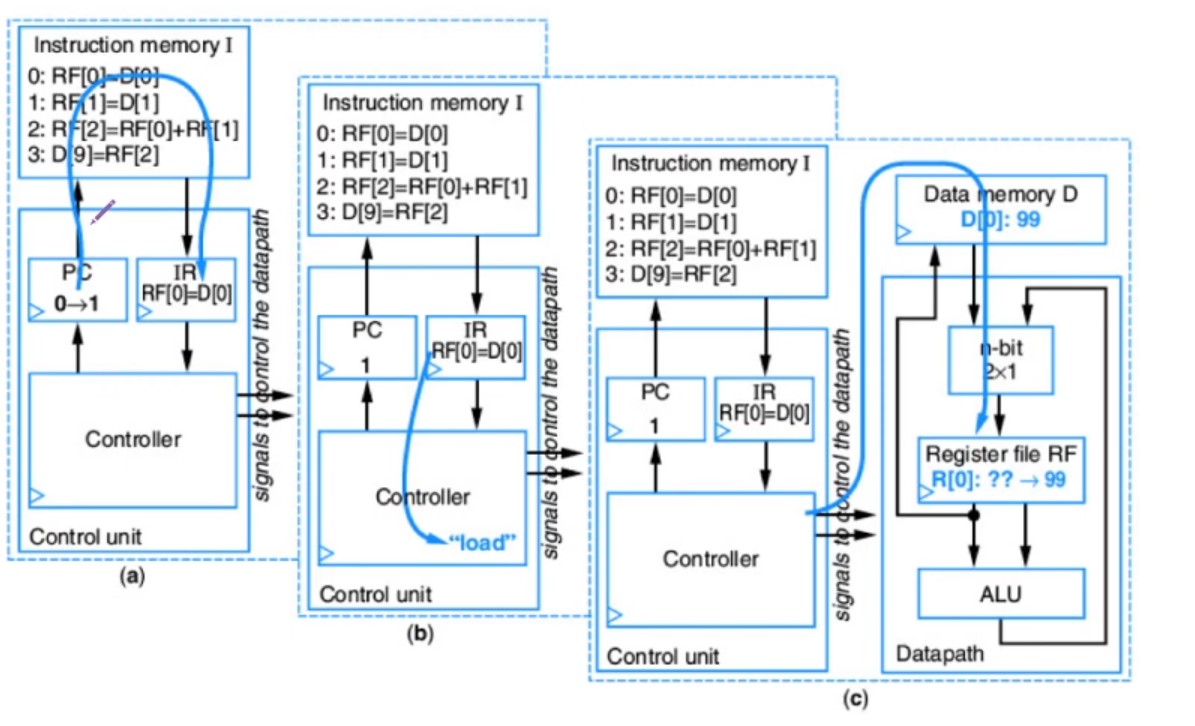 Instruction memory I
0: RF[0]=D[0]
1: RF[1]=D[1]
2: RF[2]=RF[0]+RF[1]
3: D[9]=RF[2]
PC
0→1
IR
RF[0]=D[0]
Controller
Control unit
signals to control the datapath
(a)
Instruction memory I
0: RF[0]=D[0]
1: RF[1]=D[1]
2: RF[2]=RF[0]+RF[1]
3: D[9]=RF[2]
PC
1
IR
RF[0]=D[0]
Controller
“load”
Control unit
signals to control the datapath
(b)
Instruction memory I
0: RF[0]=D[0]
1: RF[1]=D[1]
2: RF[2]=RF[0]+RF[1]
3: D[9]=RF[2]
PC
1
IR
RF[0]=D[0]
Controller
Control unit
signals to control the datapath
Data memory D
D[0]: 99
n-bit
2×1
Register file RF
R[0]: ?? → 99
ALU
Datapath
(c)